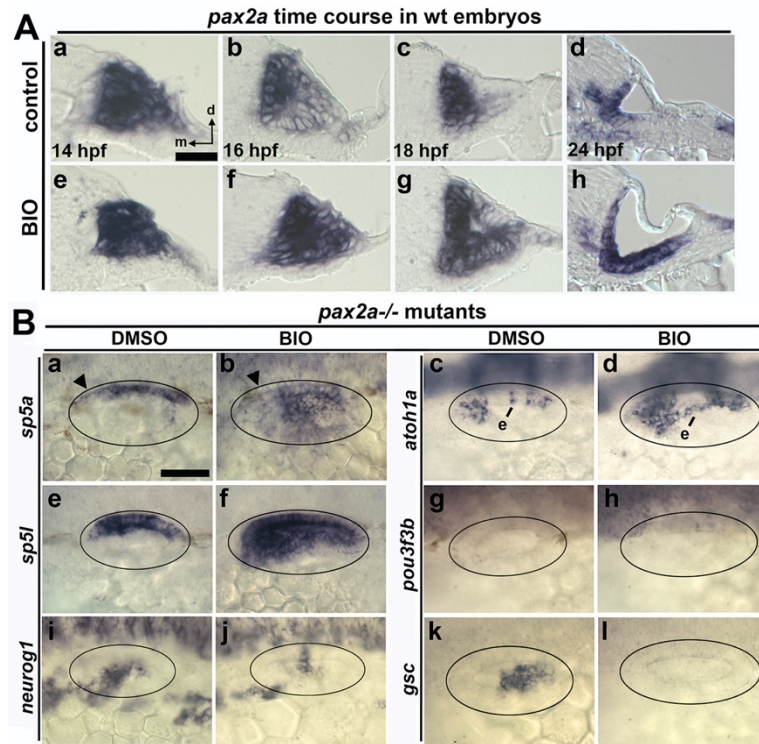 A
pax2a time course in wt embryos
control
a
b
c
d
d
m
14 hpf
16 hpf
18 hpf
24 hpf
BIO
e
f
g
h
B
pax2a-/- mutants
DMSO
BIO
DMSO
BIO
sp5a
a
b
atoh1a
c
e
d
e
sp5l
e
f
pou3f3b
g
h
neurog1
i
j
gsc
k
l